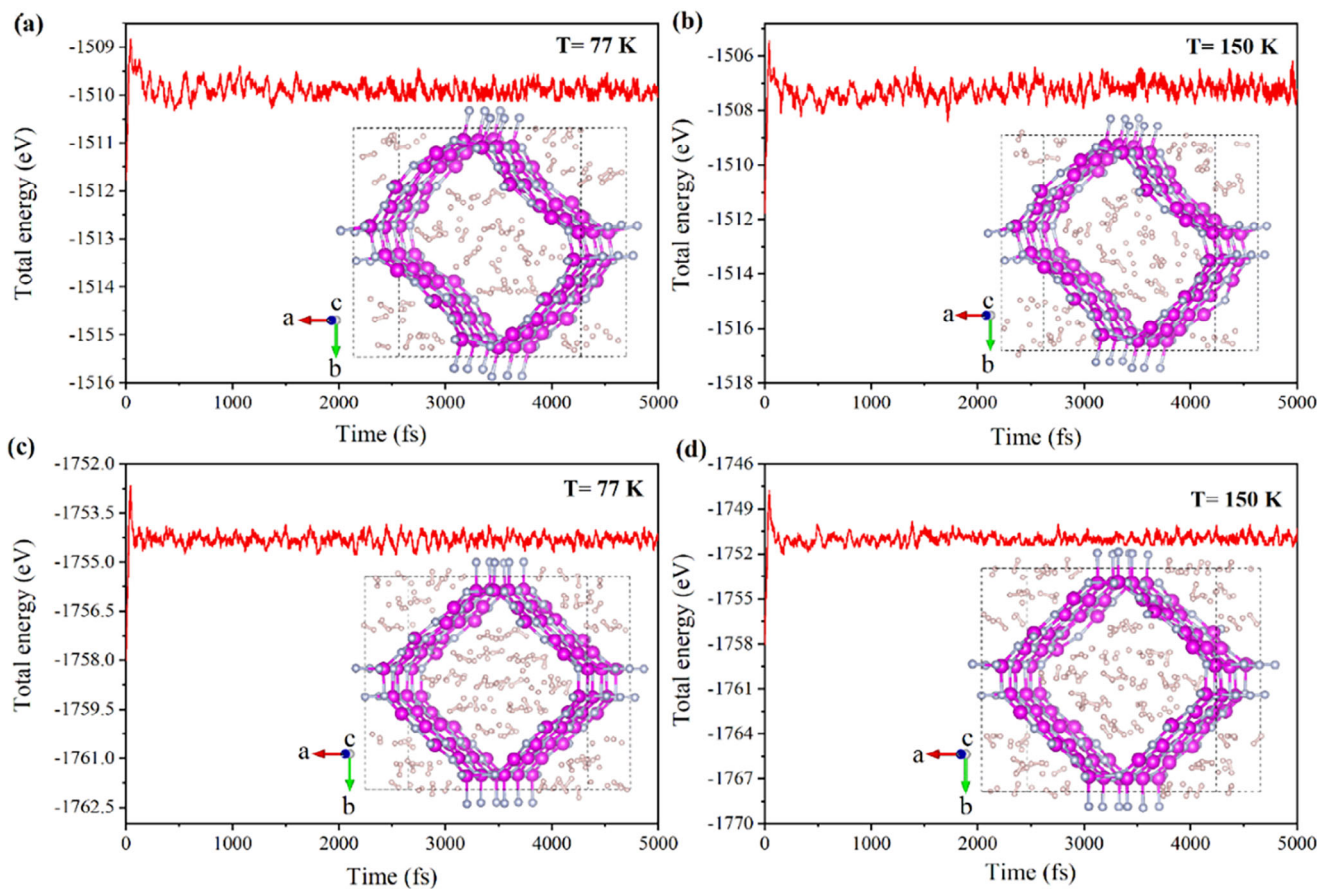 (a)
T= 77 K
Total energy (eV)
-1509
-1510
-1511
-1512
-1513
-1514
-1515
-1516
0 1000 2000 3000 4000 5000
Time (fs)
a
b
c
(b)
T= 150 K
Total energy (eV)
-1506
-1508
-1510
-1512
-1514
-1516
-1518
0 1000 2000 3000 4000 5000
Time (fs)
a
b
c
(c)
T= 77 K
Total energy (eV)
-1752.0
-1753.5
-1755.0
-1756.5
-1758.0
-1759.5
-1761.0
-1762.5
0 1000 2000 3000 4000 5000
Time (fs)
a
b
c
(d)
T= 150 K
Total energy (eV)
-1746
-1749
-1752
-1755
-1758
-1761
-1764
-1767
-1770
0 1000 2000 3000 4000 5000
Time (fs)
a
b
c